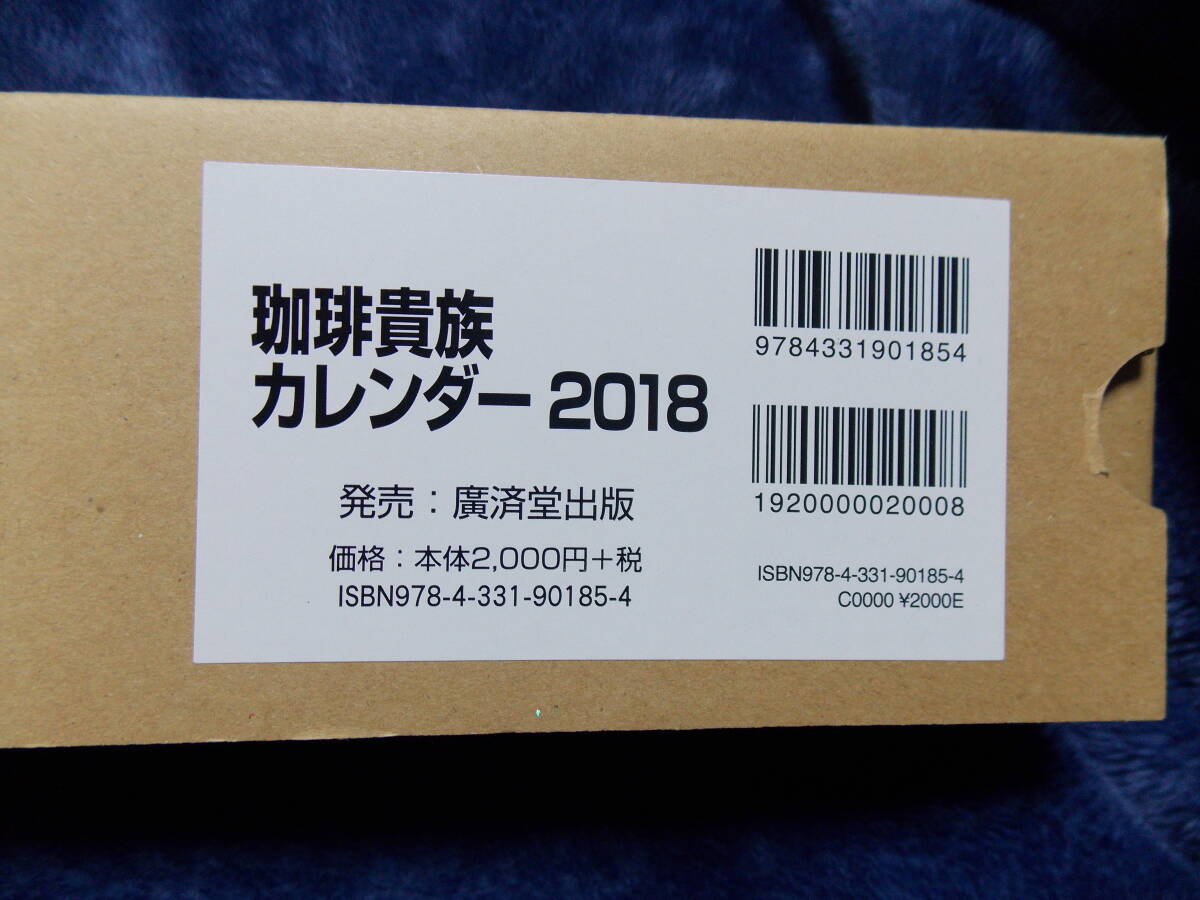 珈琲貴族
カレンダー 2018
発売：廣済堂出版
価格：本体2,000円＋税
ISBN978-4-331-90185-4
9784331901854
1920000020008
ISBN978-4-331-90185-4
C0000 ¥2000E